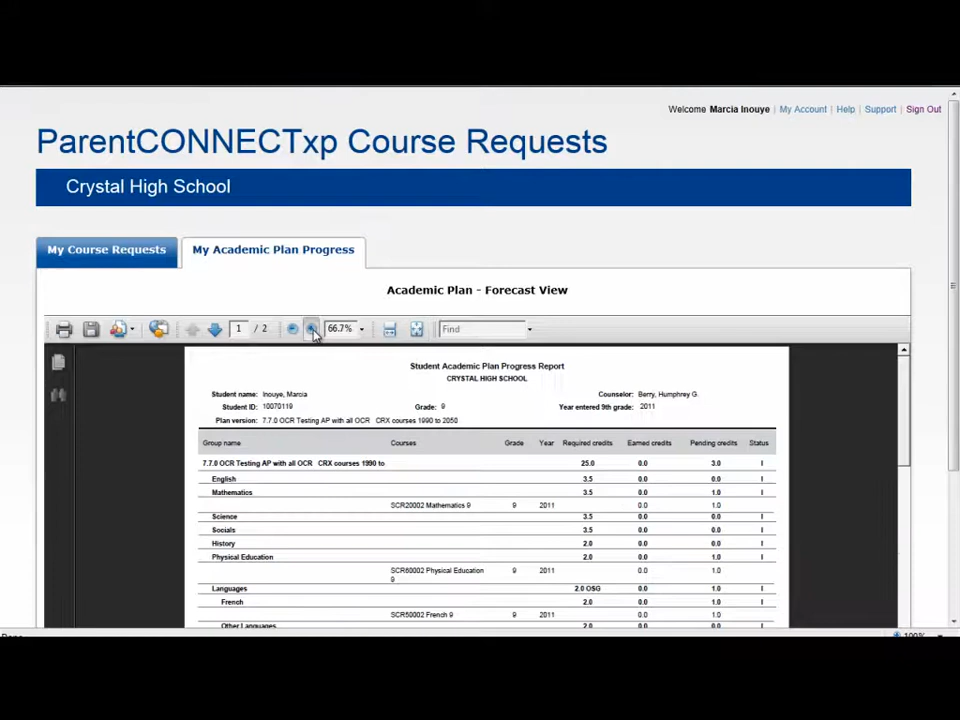 Welcome Marcia Inouye | My Account | Help | Support | Sign Out
ParentCONNECTxp Course Requests
Crystal High School
My Course Requests
My Academic Plan Progress
Academic Plan - Forecast View
1 / 2 66.7% Find
Student Academic Plan Progress Report
CRYSTAL HIGH SCHOOL
Student name: Inouye, Marcia Counselor: Berry, Humphrey G
Student ID: 10070119 Grade: 9 Year entered 9th grade: 2011
Plan version: 7.7.0 OCR Testing AP with all OCR CRX courses 1990 to 2050
Group name Courses Grade Year Required credits Earned credits Pending credits Status
7.7.0 OCR Testing AP with all OCR CRX courses 1990 to 25.0 0.0 3.0 I
English 3.5 0.0 0.0 I
Mathematics 3.5 0.0 1.0 I
SCR20002 Mathematics 9 9 2011 0.0 1.0
Science 3.5 0.0 0.0 I
Socials 3.5 0.0 0.0 I
History 2.0 0.0 0.0 I
Physical Education 2.0 0.0 1.0 I
SCR60002 Physical Education 9 2011 0.0 1.0
9
Languages 2.0 OSG 0.0 1.0 I
French 2.0 0.0 1.0 I
SCR50002 French 9 9 2011 0.0 1.0
Other Languages 2.0 0.0 0.0 I
100%